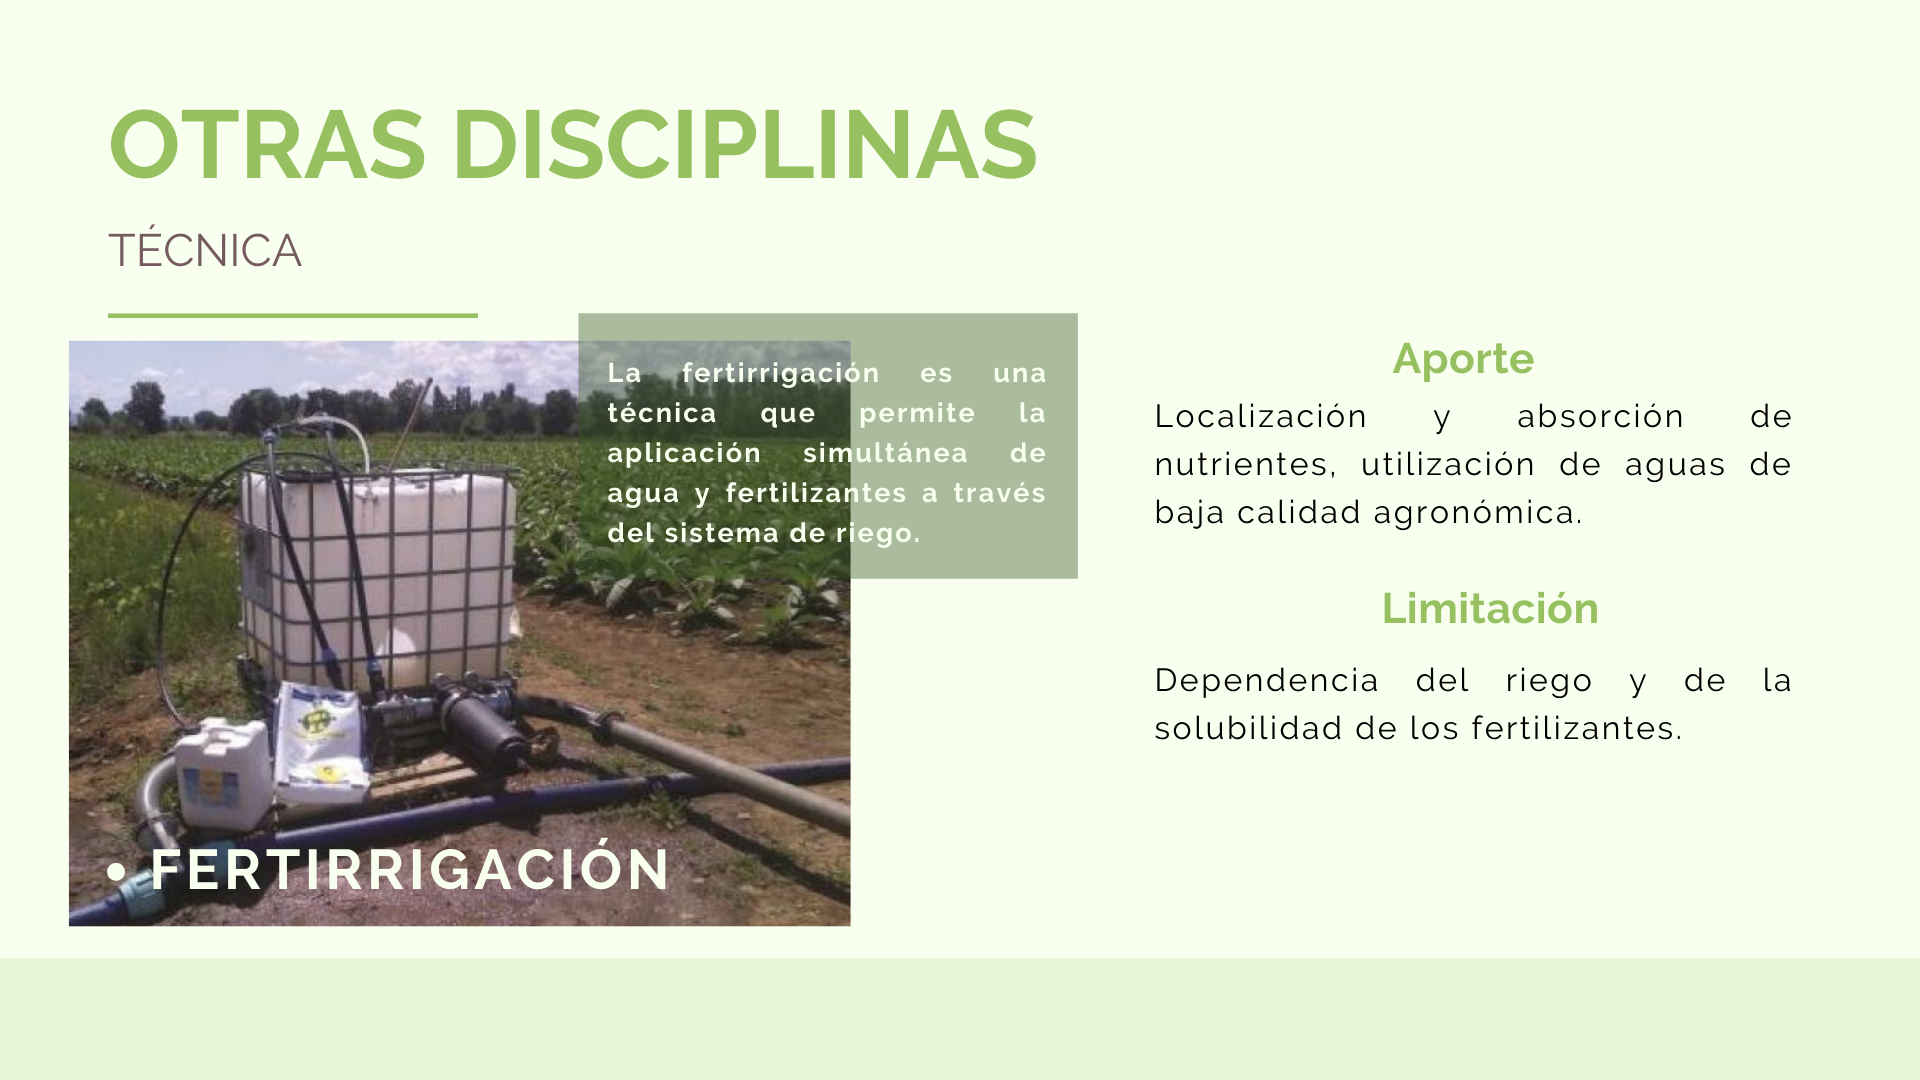 OTRAS DISCIPLINAS
TÉCNICA
La fertirrigación es una
técnica que permite la
aplicación simultánea de
agua y fertilizantes a través
del sistema de riego.
• FERTIRRIGACIÓN
Aporte
Localización y absorción de
nutrientes, utilización de aguas de
baja calidad agronómica.
Limitación
Dependencia del riego y de la
solubilidad de los fertilizantes.